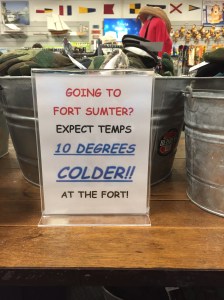 GOING TO
FORT SUMTER?
EXPECT TEMPS
10 DEGREES
COLDER!!
AT THE FORT!